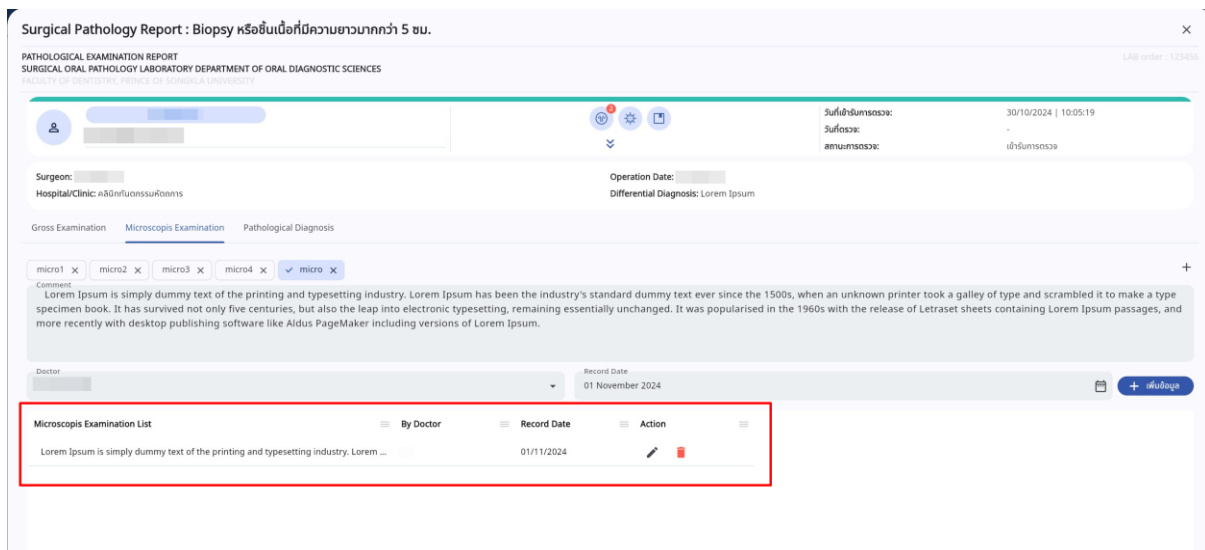 Surgical Pathology Report : Biopsy หรือชิ้นเนื้อที่มีความยาวมากกว่า 5 ซม.
PATHOLOGICAL EXAMINATION REPORT
LAB order : 123456
SURGICAL ORAL PATHOLOGY LABORATORY DEPARTMENT OF ORAL DIAGNOSTIC SCIENCES
FACULTY OF DENTISTRY, PRINCE OF SONGKLA UNIVERSITY
2
วันที่เข้ารับการตรวจ: 30/10/2024 | 10:05:19
วันที่ตรวจ: -
สถานะการตรวจ: เข้ารับการตรวจ
Surgeon:
Operation Date:
Hospital/Clinic: คลินิกทันตกรรมหัตถการ
Differential Diagnosis: Lorem Ipsum
Gross Examination Microscopis Examination Pathological Diagnosis
micro1 micro2 micro3 micro4 micro
Comment
Lorem Ipsum is simply dummy text of the printing and typesetting industry. Lorem Ipsum has been the industry's standard dummy text ever since the 1500s, when an unknown printer took a galley of type and scrambled it to make a type
specimen book. It has survived not only five centuries, but also the leap into electronic typesetting, remaining essentially unchanged. It was popularised in the 1960s with the release of Letraset sheets containing Lorem Ipsum passages, and
more recently with desktop publishing software like Aldus PageMaker including versions of Lorem Ipsum.
Doctor
Record Date
01 November 2024
+ เพิ่มข้อมูล
Microscopis Examination List By Doctor Record Date Action
Lorem Ipsum is simply dummy text of the printing and typesetting industry. Lorem ... 01/11/2024